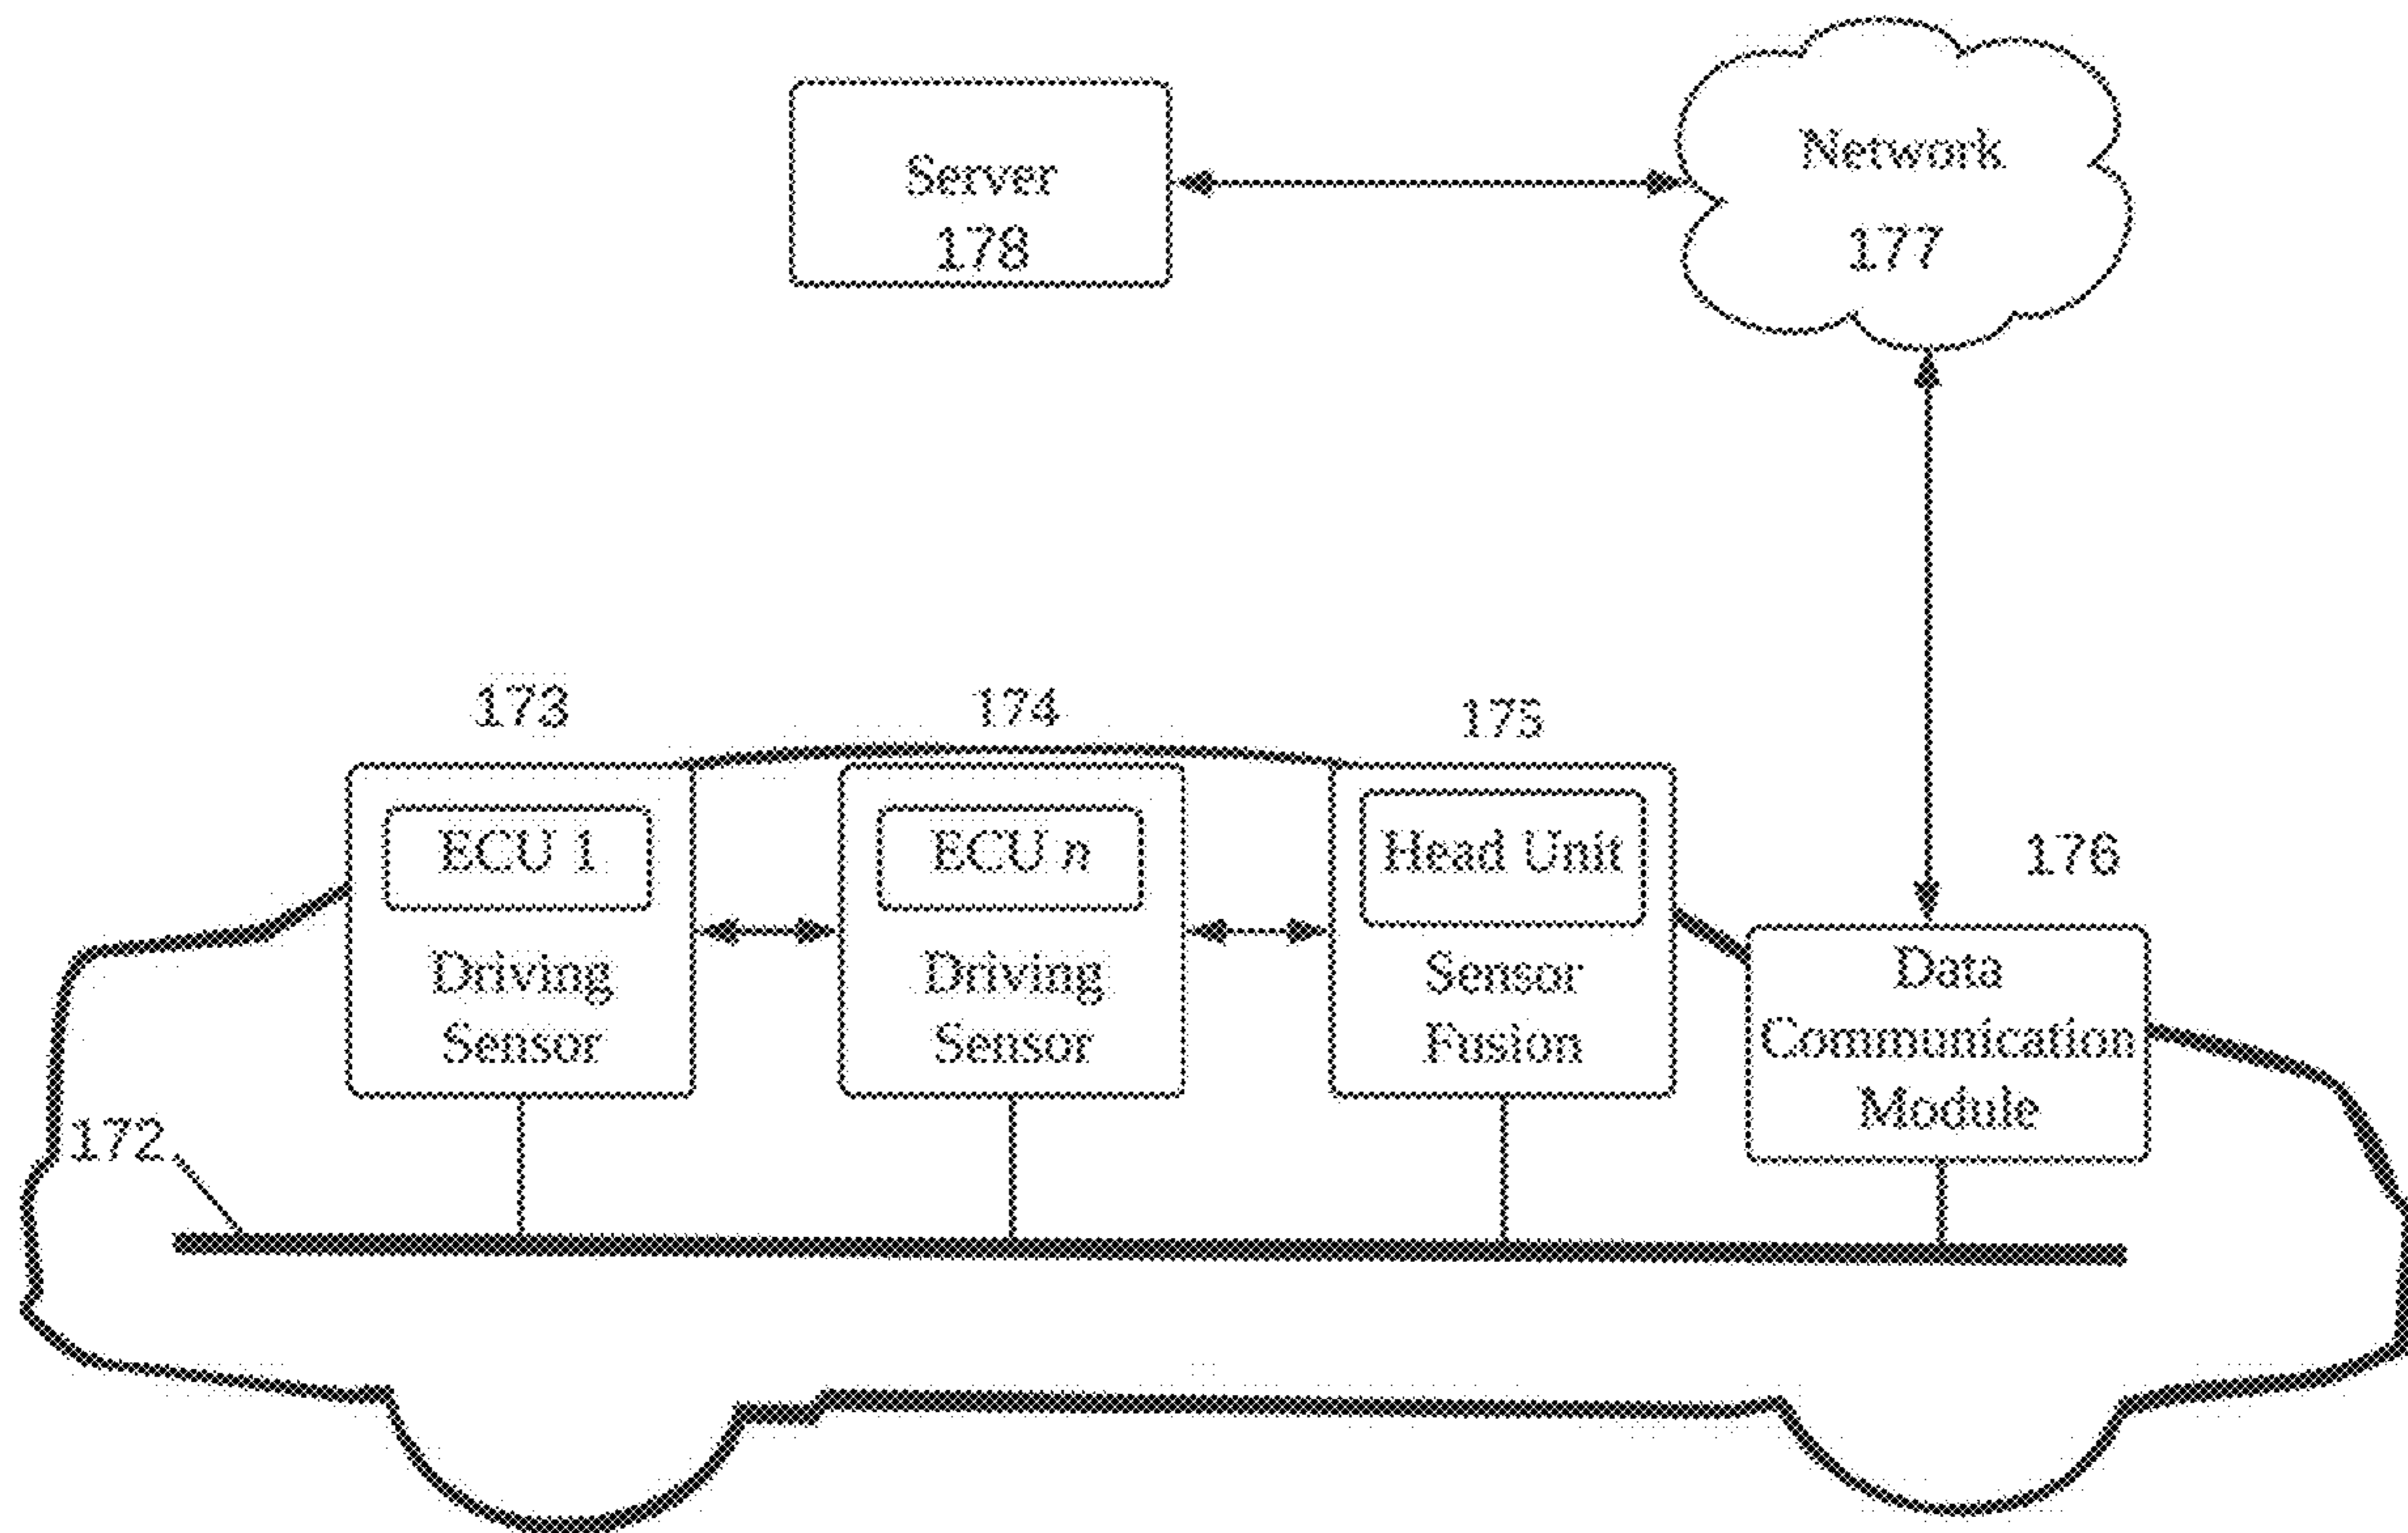 Server
178
Network
177
173
174
175
176
ECU 1
Driving
Sensor
ECU n
Driving
Sensor
Head Unit
Sensor
Fusion
Data
Communication
Module
172